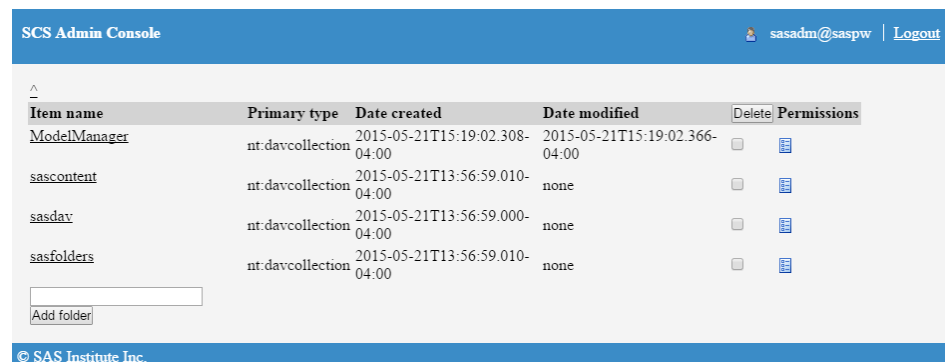 SCS Admin Console sasadm@saspw Logout
^
Item name Primary type Date created Date modified Delete Permissions
ModelManager nt:davcollection 2015-05-21T15:19:02.308- 2015-05-21T15:19:02.366-
04:00 04:00
sascontent nt:davcollection 2015-05-21T13:56:59.010- none
04:00
sasdav nt:davcollection 2015-05-21T13:56:59.000- none
04:00
sasfolders nt:davcollection 2015-05-21T13:56:59.010- none
04:00
Add folder
© SAS Institute Inc.